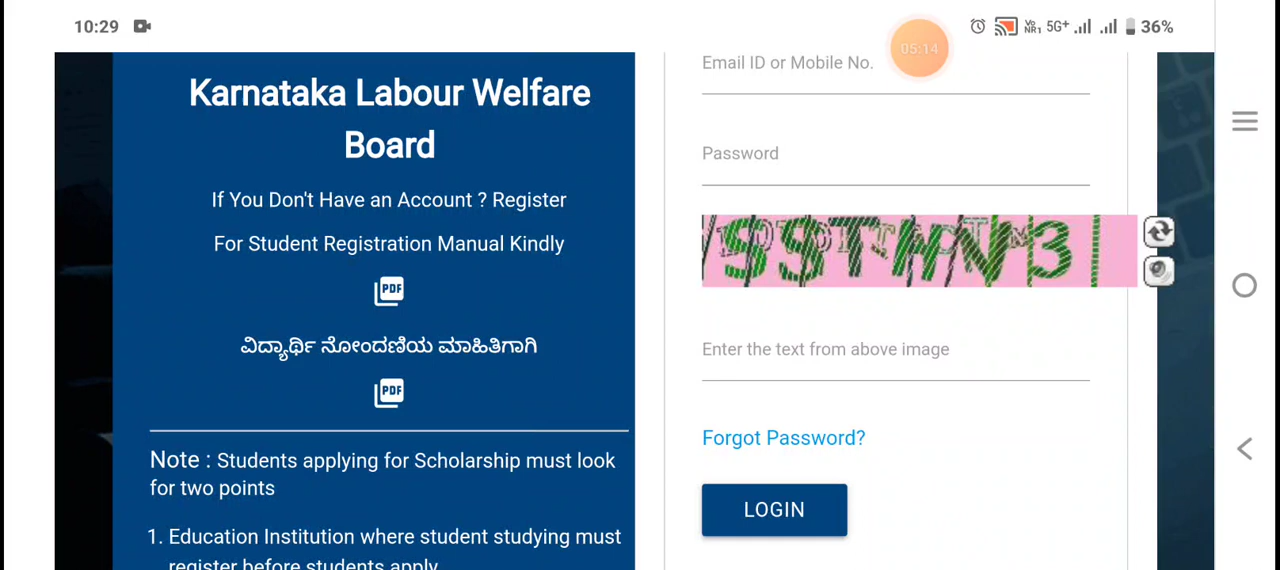 10:29
05:14
Vo NR1 5G+ 36%
Karnataka Labour Welfare
Board
If You Don't Have an Account ? Register
For Student Registration Manual Kindly
PDF
ವಿದ್ಯಾರ್ಥಿ ನೋಂದಣಿಯ ಮಾಹಿತಿಗಾಗಿ
PDF
Note : Students applying for Scholarship must look
for two points
1. Education Institution where student studying must
register before students apply
Email ID or Mobile No.
Password
Enter the text from above image
Forgot Password?
LOGIN